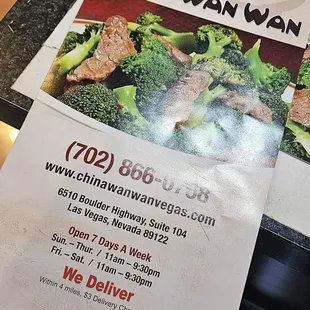 WAN WAN
(702) 866-0758
www.chinawanwanvegas.com
6510 Boulder Highway, Suite 104
Las Vegas, Nevada 89122
Open 7 Days A Week
Sun. – Thur. / 11am – 9:30pm
Fri. – Sat. / 11am – 9:30pm
We Deliver
Within 4 miles, $3 Delivery